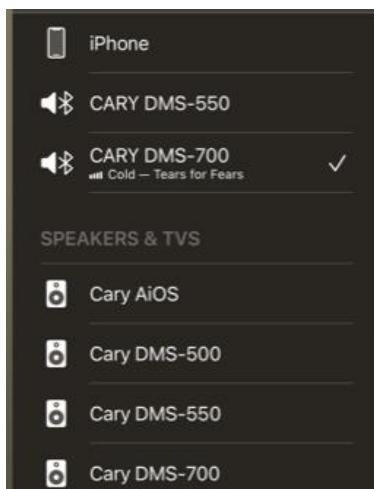 iPhone
CARY DMS-550
CARY DMS-700
Cold — Tears for Fears
SPEAKERS & TVS
Cary AiOS
Cary DMS-500
Cary DMS-550
Cary DMS-700